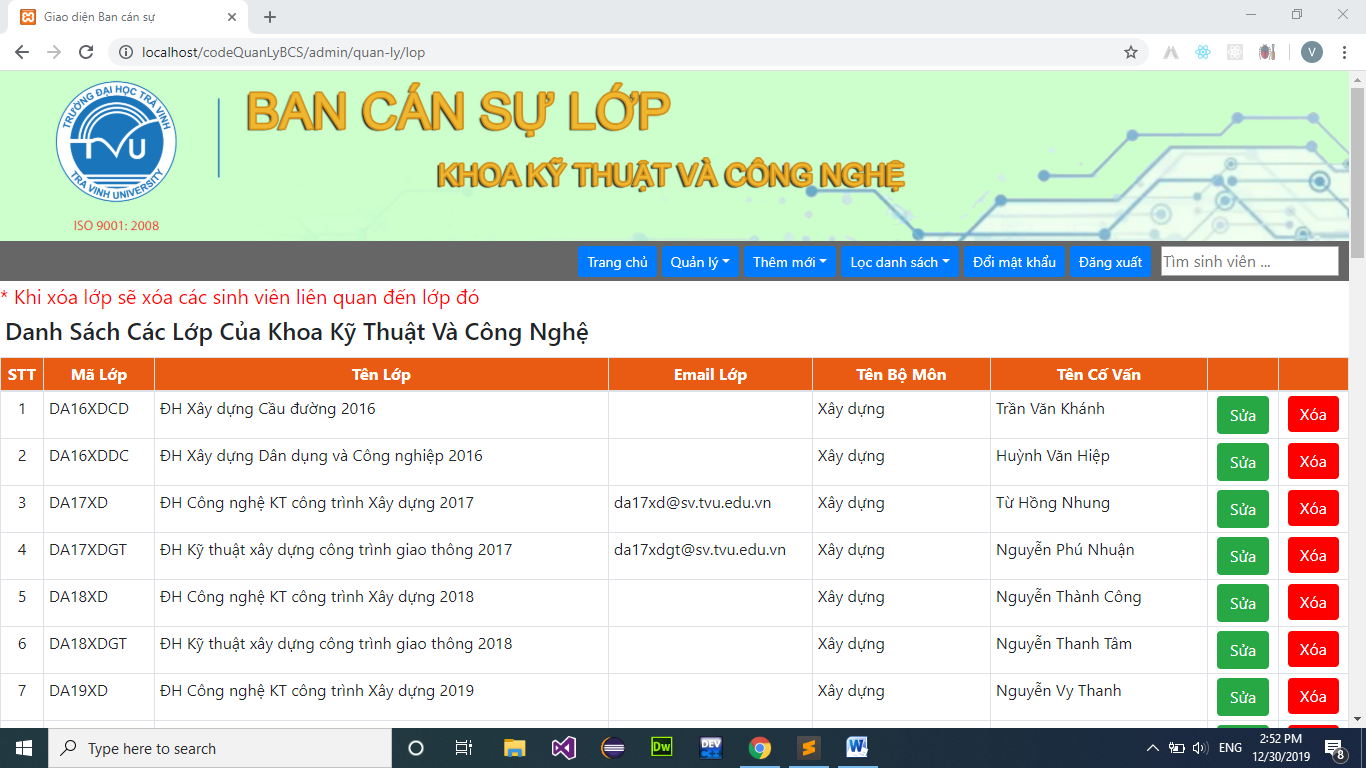 Giao diện Ban cán sự
localhost/codeQuanLyBCS/admin/quan-ly/lop
V
TRƯỜNG ĐẠI HỌC TRÀ VINH
TVU
TRA VINH UNIVERSITY
ISO 9001: 2008
BAN CÁN SỰ LỚP
KHOA KỸ THUẬT VÀ CÔNG NGHỆ
Trang chủ Quản lý Thêm mới Lọc danh sách Đổi mật khẩu Đăng xuất Tìm sinh viên ...
* Khi xóa lớp sẽ xóa các sinh viên liên quan đến lớp đó
Danh Sách Các Lớp Của Khoa Kỹ Thuật Và Công Nghệ
STT Mã Lớp Tên Lớp Email Lớp Tên Bộ Môn Tên Cố Vấn
1 DA16XDCD ĐH Xây dựng Cầu đường 2016 Xây dựng Trần Văn Khánh Sửa Xóa
2 DA16XDDC ĐH Xây dựng Dân dụng và Công nghiệp 2016 Xây dựng Huỳnh Văn Hiệp Sửa Xóa
3 DA17XD ĐH Công nghệ KT công trình Xây dựng 2017 da17xd@sv.tvu.edu.vn Xây dựng Từ Hồng Nhung Sửa Xóa
4 DA17XDGT ĐH Kỹ thuật xây dựng công trình giao thông 2017 da17xdgt@sv.tvu.edu.vn Xây dựng Nguyễn Phú Nhuận Sửa Xóa
5 DA18XD ĐH Công nghệ KT công trình Xây dựng 2018 Xây dựng Nguyễn Thành Công Sửa Xóa
6 DA18XDGT ĐH Kỹ thuật xây dựng công trình giao thông 2018 Xây dựng Nguyễn Thanh Tâm Sửa Xóa
7 DA19XD ĐH Công nghệ KT công trình Xây dựng 2019 Xây dựng Nguyễn Vy Thanh Sửa Xóa
Type here to search
Dw
DEV
W
ENG
2:52 PM
12/30/2019
8